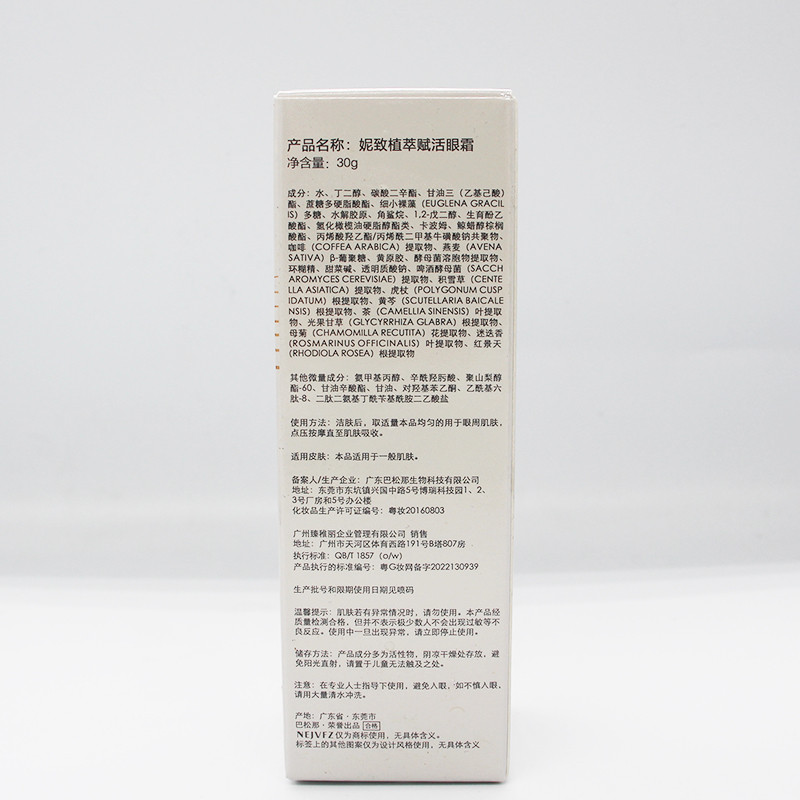 产品名称：妮致植萃赋活眼霜
净含量：30g
成分：水、丁二醇、碳酸二辛酯、甘油三（乙基己酸）
酯、蔗糖多硬脂酸酯、细小裸藻（EUGLENA GRACIL
IS）多糖、水解胶原、角鲨烷、1,2-戊二醇、生育酚乙
酸酯、氢化橄榄油硬脂醇酯类、卡波姆、鲸蜡醇棕榈
酸酯、丙烯酸羟乙酯/丙烯酰二甲基牛磺酸钠共聚物、
咖啡（COFFEA ARABICA）提取物、燕麦（AVENA
SATIVA）β-葡聚糖、黄原胶、酵母菌溶胞物提取物、
环糊精、甜菜碱、透明质酸钠、啤酒酵母菌（SACCH
AROMYCES CEREVISIAE）提取物、积雪草（CENTE
LLA ASIATICA）提取物、虎杖（POLYGONUM CUSP
IDATUM）根提取物、黄芩（SCUTELLARIA BAICALE
NSIS）根提取物、茶（CAMELLIA SINENSIS）叶提取
物、光果甘草（GLYCYRRHIZA GLABRA）根提取物、
母菊（CHAMOMILLA RECUTITA）花提取物、迷迭香
（ROSMARINUS OFFICINALIS）叶提取物、红景天
（RHODIOLA ROSEA）根提取物
其他微量成分：氨甲基丙醇、辛酰羟肟酸、聚山梨醇
酯-60、甘油辛酸酯、甘油、对羟基苯乙酮、乙酰基六
肽-8、二肽二氨基丁酰苄基酰胺二乙酸盐
使用方法：洁肤后，取适量本品均匀的用于眼周肌肤，
点压按摩直至肌肤吸收。
适用皮肤：本品适用于一般肌肤。
备案人/生产企业：广东巴松那生物科技有限公司
地址：东莞市东坑镇兴国中路5号博瑞科技园1、2、
3号厂房和5号办公楼
化妆品生产许可证编号：粤妆20160803
广州臻稚丽企业管理有限公司 销售
地址：广州市天河区体育西路191号B塔807房
执行标准：QB/T 1857（o/w）
产品执行的标准编号：粤G妆网备字2022130939
生产批号和限期使用日期见喷码
温馨提示：肌肤若有异常情况时，请勿使用。本产品经
质量检测合格，但并不表示极少数人不会出现过敏等不
良反应。使用中一旦出现异常，请立即停止使用。
储存方法：产品成分多为活性物，阴凉干燥处存放，避
免阳光直射，请置于儿童无法触及之处。
注意：在专业人士指导下使用，避免入眼，如不慎入眼，
请用大量清水冲洗。
产地：广东省·东莞市
巴松那·荣誉出品 合格
NEJVFZ仅为商标使用，无具体含义。
标签上的其他图案仅为设计风格使用，无具体含义